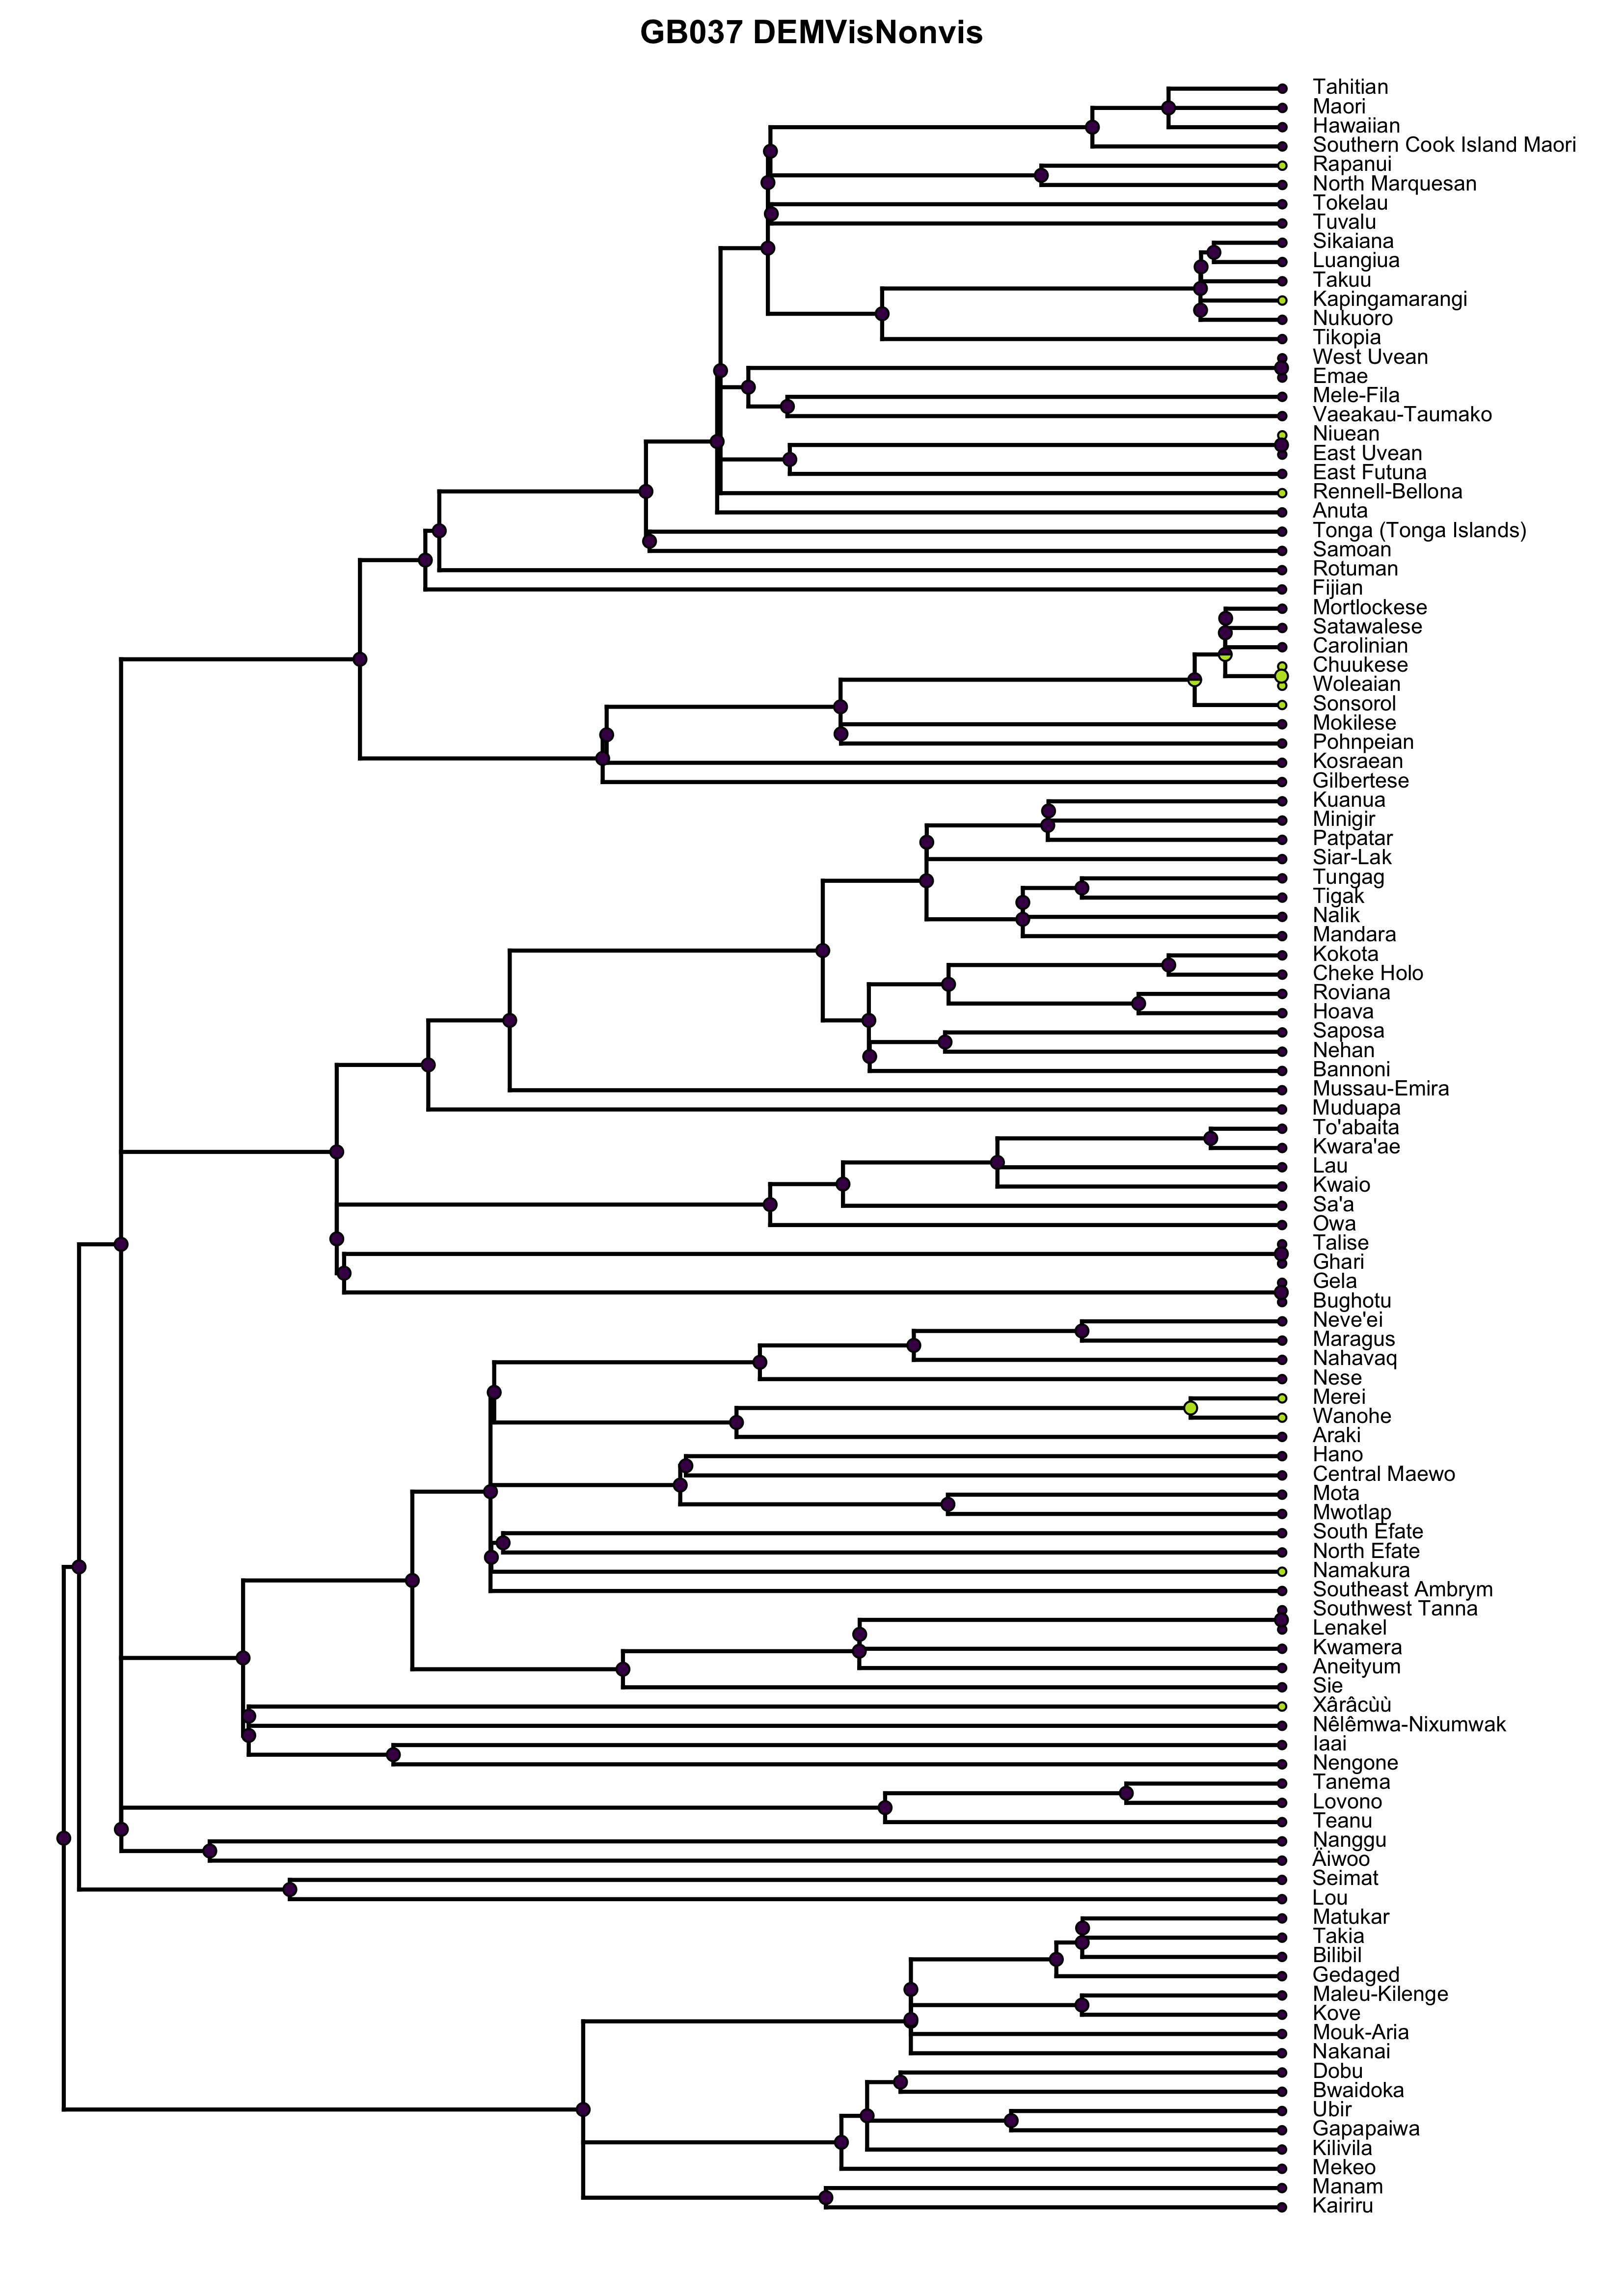 GB037 DEMVisNonvis
Tahitian
Maori
Hawaiian
Southern Cook Island Maori
Rapanui
North Marquesan
Tokelau
Tuvalu
Sikaiana
Luangiua
Takuu
Kapingamarangi
Nukuoro
Tikopia
West Uvean
Emae
Mele-Fila
Vaeakau-Taumako
Niuean
East Uvean
East Futuna
Rennell-Bellona
Anuta
Tonga (Tonga Islands)
Samoan
Rotuman
Fijian
Mortlockese
Satawalese
Carolinian
Chuukese
Woleaian
Sonsorol
Mokilese
Pohnpeian
Kosraean
Gilbertese
Kuanua
Minigir
Patpatar
Siar-Lak
Tungag
Tigak
Nalik
Mandara
Kokota
Cheke Holo
Roviana
Hoava
Saposa
Nehan
Bannoni
Mussau-Emira
Muduapa
To'abaita
Kwara'ae
Lau
Kwaio
Sa'a
Owa
Talise
Ghari
Gela
Bughotu
Neve'ei
Maragus
Nahavaq
Nese
Merei
Wanohe
Araki
Hano
Central Maewo
Mota
Mwotlap
South Efate
North Efate
Namakura
Southeast Ambrym
Southwest Tanna
Lenakel
Kwamera
Aneityum
Sie
Xârâcùù
Nêlêmwa-Nixumwak
Iaai
Nengone
Tanema
Lovono
Teanu
Nanggu
Äiwoo
Seimat
Lou
Matukar
Takia
Bilibil
Gedaged
Maleu-Kilenge
Kove
Mouk-Aria
Nakanai
Dobu
Bwaidoka
Ubir
Gapapaiwa
Kilivila
Mekeo
Manam
Kairiru